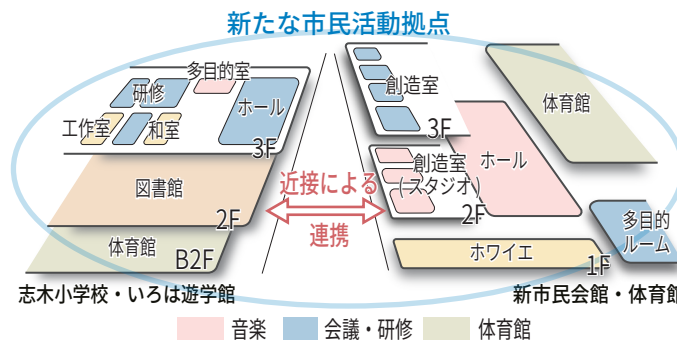 新たな市民活動拠点
多目的室
研修
ホール
工作室
和室
3F
図書館
2F
体育館
B2F
志木小学校・いろは遊学館
近接による
連携
創造室
3F
体育館
創造室
(スタジオ)
ホール
2F
多目的
ルーム
ホワイエ
1F
新市民会館・体育館
音楽
会議・研修
体育館